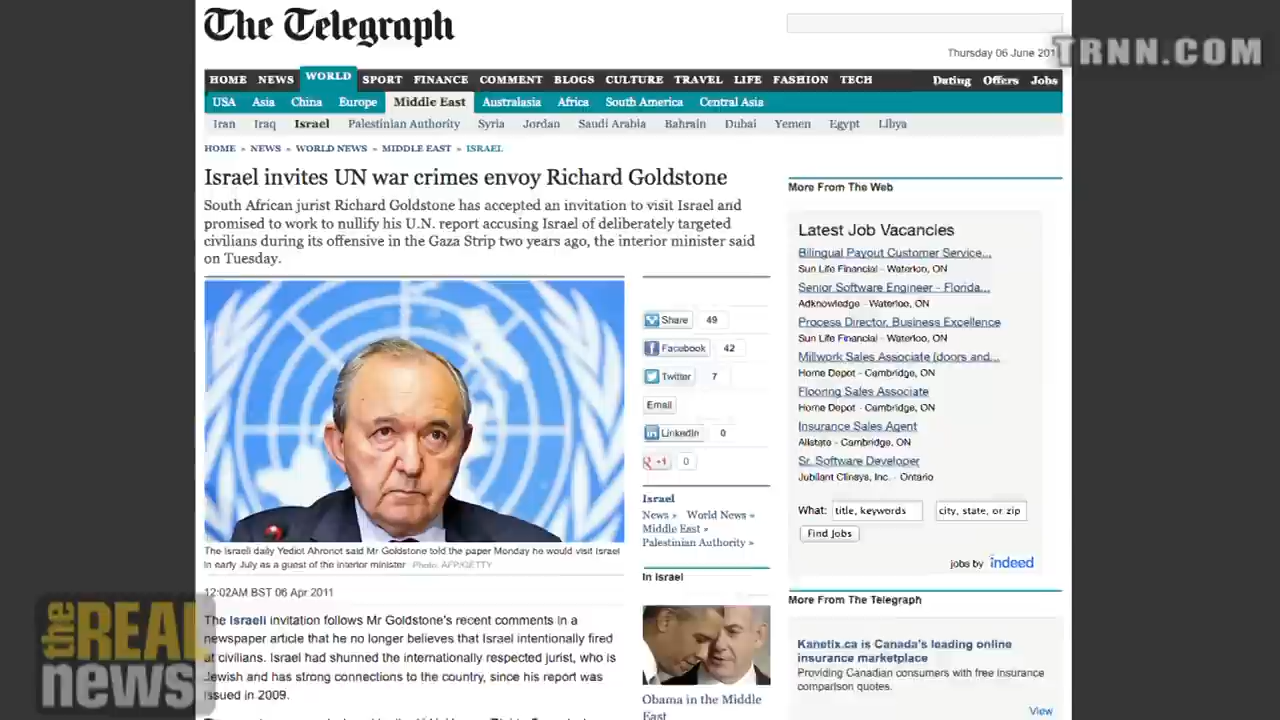 The Telegraph
Thursday 06 June 201
TRNN.COM
HOME NEWS WORLD SPORT FINANCE COMMENT BLOGS CULTURE TRAVEL LIFE FASHION TECH Dating Offers Jobs
USA Asia China Europe Middle East Australasia Africa South America Central Asia
Iran Iraq Israel Palestinian Authority Syria Jordan Saudi Arabia Bahrain Dubai Yemen Egypt Libya
HOME » NEWS » WORLD NEWS » MIDDLE EAST » ISRAEL
Israel invites UN war crimes envoy Richard Goldstone
South African jurist Richard Goldstone has accepted an invitation to visit Israel and
promised to work to nullify his U.N. report accusing Israel of deliberately targeted
civilians during its offensive in the Gaza Strip two years ago, the interior minister said
on Tuesday.
The Israeli daily Yediot Ahronot said Mr Goldstone told the paper Monday he would visit Israel
in early July as a guest of the interior minister Photo: AFP/GETTY
12:02AM BST 06 Apr 2011
The Israeli invitation follows Mr Goldstone's recent comments in a
newspaper article that he no longer believes that Israel intentionally fired
at civilians. Israel had shunned the internationally respected jurist, who is
Jewish and has strong connections to the country, since his report was
issued in 2009.
Share 49
Facebook 42
Twitter 7
Email
LinkedIn 0
+1 0
Israel
News » World News »
Middle East »
Palestinian Authority »
In Israel
Obama in the Middle
East
More From The Web
Latest Job Vacancies
Bilingual Payout Customer Service...
Sun Life Financial - Waterloo, ON
Senior Software Engineer - Florida...
Adknowledge - Waterloo, ON
Process Director, Business Excellence
Sun Life Financial - Waterloo, ON
Millwork Sales Associate (doors and...
Home Depot - Cambridge, ON
Flooring Sales Associate
Home Depot - Cambridge, ON
Insurance Sales Agent
Allstate - Cambridge, ON
Sr. Software Developer
Jubilant Clinsys, Inc. - Ontario
What: title, keywords city, state, or zip
Find Jobs
jobs by indeed
More From The Telegraph
Kanetix.ca is Canada's leading online
insurance marketplace
Providing Canadian consumers with free insurance
comparison quotes.
View
the REAL
news